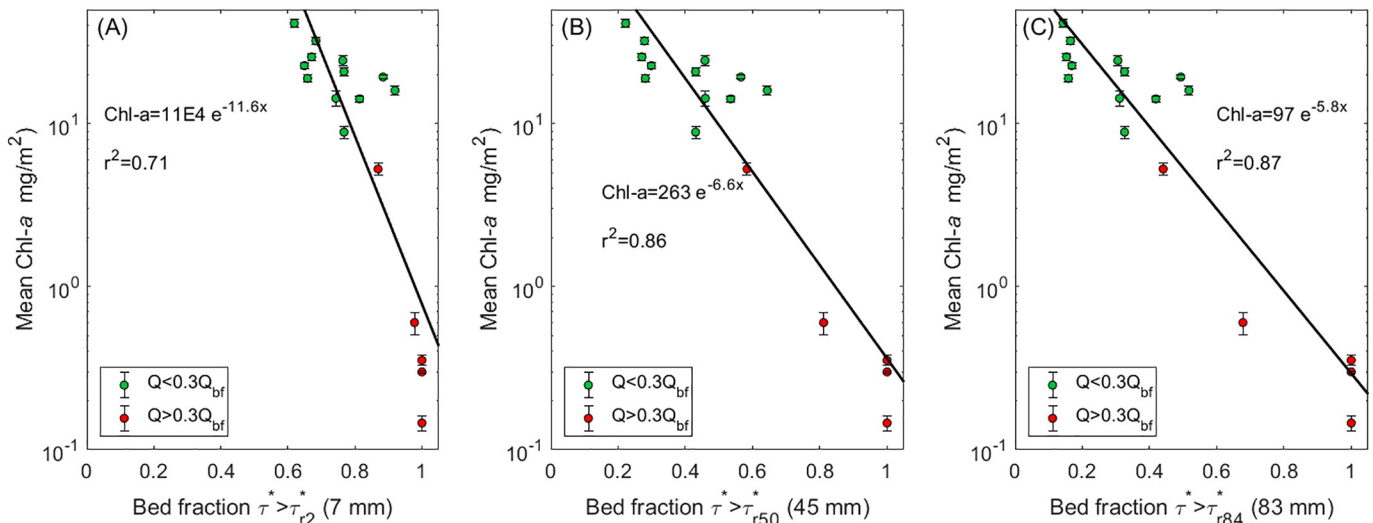 (A)
Mean Chl-a mg/m²
10¹
10⁰
10⁻¹
Chl-a=11E4 e⁻¹¹·⁶ˣ
r²=0.71
Q<0.3Q_bf
Q>0.3Q_bf
0 0.2 0.4 0.6 0.8 1
Bed fraction τ*>τ*_r2 (7 mm)
(B)
Mean Chl-a mg/m²
10¹
10⁰
10⁻¹
Chl-a=263 e⁻⁶·⁶ˣ
r²=0.86
Q<0.3Q_bf
Q>0.3Q_bf
0 0.2 0.4 0.6 0.8 1
Bed fraction τ*>τ*_r50 (45 mm)
(C)
Mean Chl-a mg/m²
10¹
10⁰
10⁻¹
Chl-a=97 e⁻⁵·⁸ˣ
r²=0.87
Q<0.3Q_bf
Q>0.3Q_bf
0 0.2 0.4 0.6 0.8 1
Bed fraction τ*>τ*_r84 (83 mm)